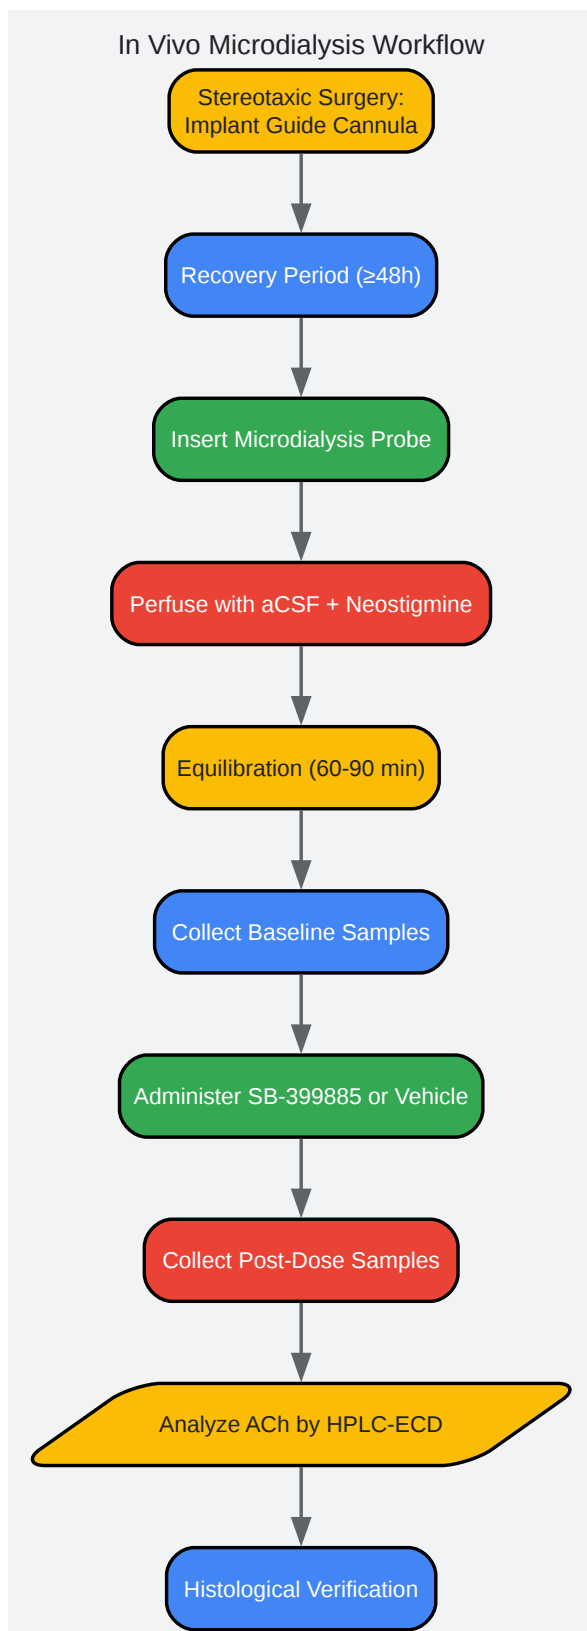 In Vivo Microdialysis Workflow
Stereotaxic Surgery:
Implant Guide Cannula
Recovery Period (≥48h)
Insert Microdialysis Probe
Perfuse with aCSF + Neostigmine
Equilibration (60-90 min)
Collect Baseline Samples
Administer SB-399885 or Vehicle
Collect Post-Dose Samples
Analyze ACh by HPLC-ECD
Histological Verification